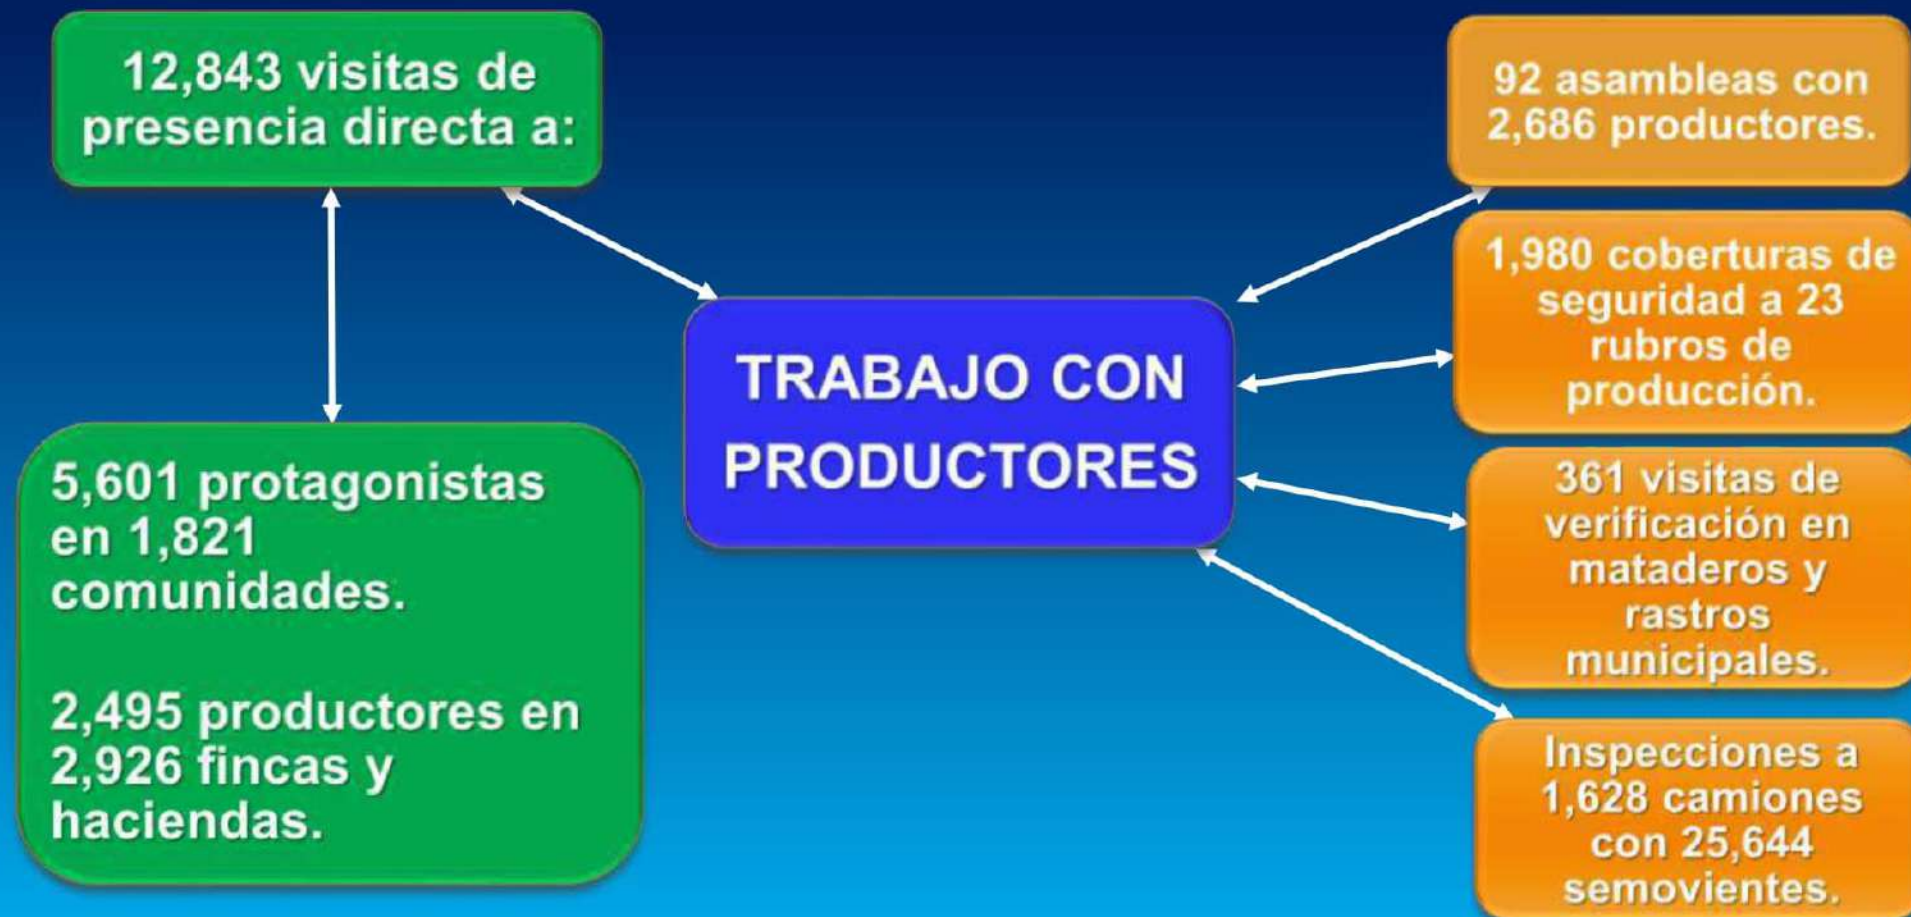 12,843 visitas de
presencia directa a:
5,601 protagonistas
en 1,821
comunidades.
2,495 productores en
2,926 fincas y
haciendas.
TRABAJO CON
PRODUCTORES
92 asambleas con
2,686 productores.
1,980 coberturas de
seguridad a 23
rubros de
producción.
361 visitas de
verificación en
mataderos y
rastros
municipales.
Inspecciones a
1,628 camiones
con 25,644
semovientes.